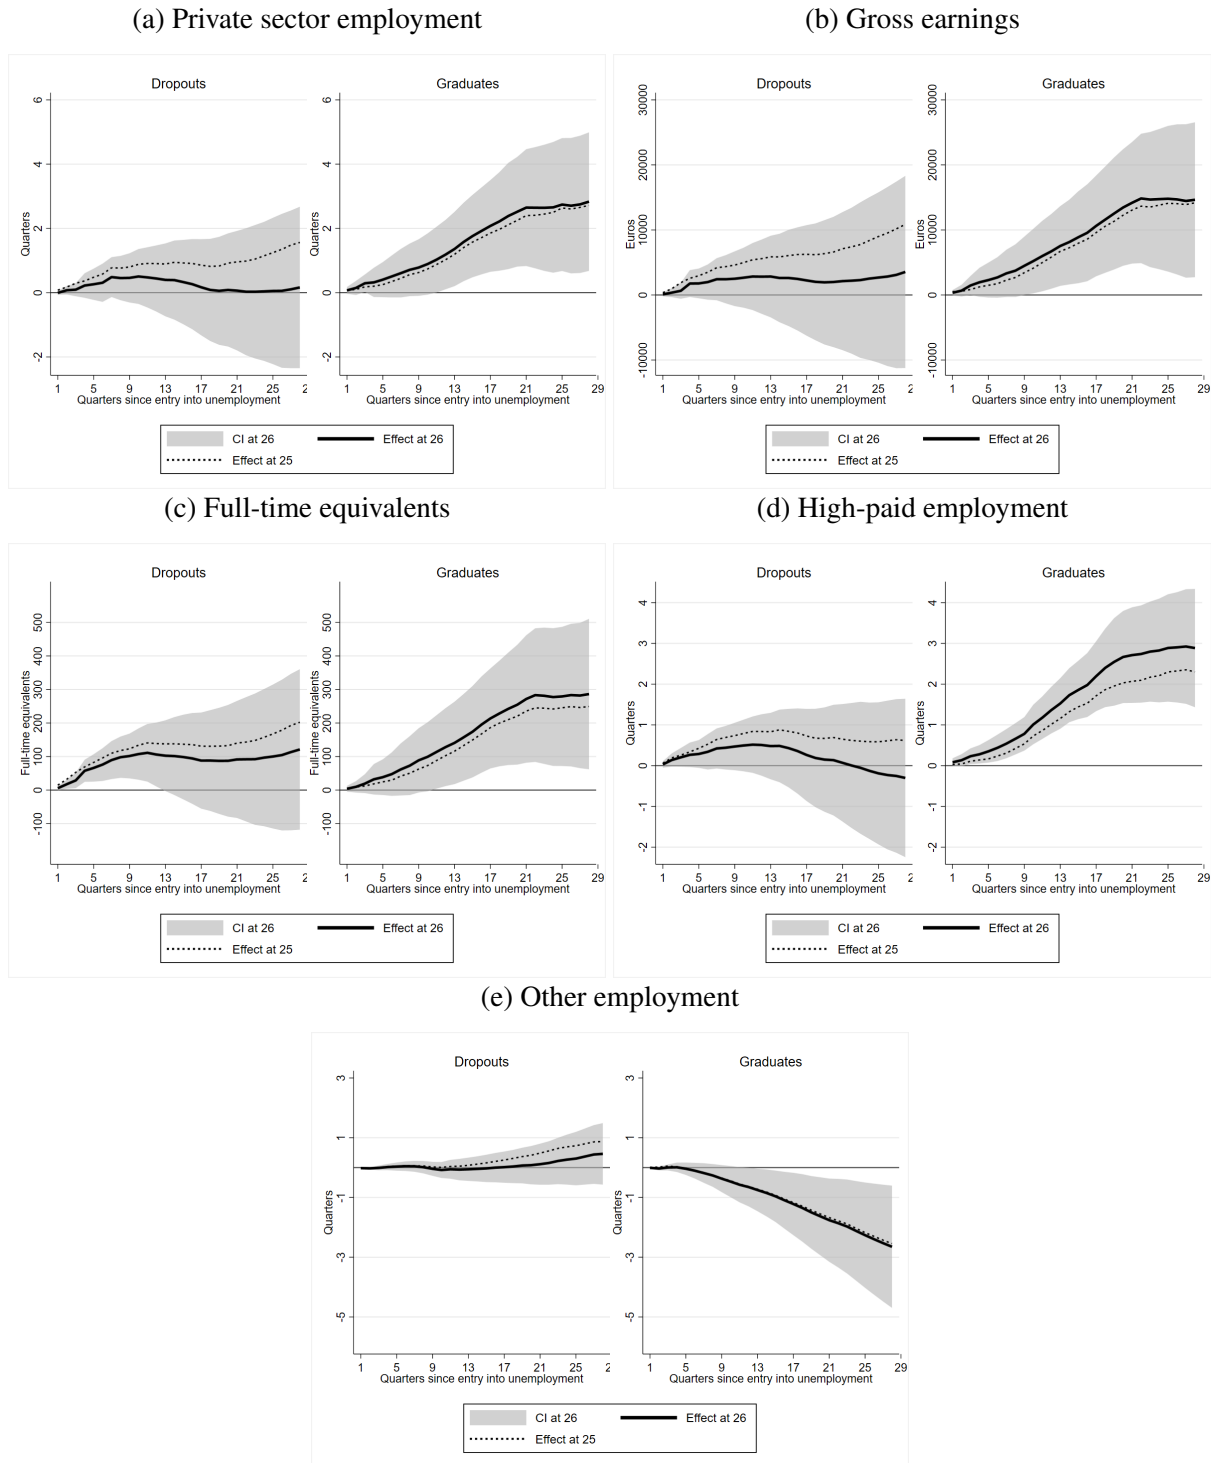 (a) Private sector employment
Dropouts
Graduates
Quarters
6
4
2
0
-2
1 5 9 13 17 21 25 2
Quarters since entry into unemployment
Quarters
6
4
2
0
-2
1 5 9 13 17 21 25 29
Quarters since entry into unemployment
CI at 26
Effect at 26
Effect at 25
(b) Gross earnings
Dropouts
Graduates
Euros
30000
20000
10000
0
-10000
1 5 9 13 17 21 25 2
Quarters since entry into unemployment
Euros
30000
20000
10000
0
-10000
1 5 9 13 17 21 25 29
Quarters since entry into unemployment
CI at 26
Effect at 26
Effect at 25
(c) Full-time equivalents
Dropouts
Graduates
Full-time equivalents
500
400
300
200
100
0
-100
1 5 9 13 17 21 25 2
Quarters since entry into unemployment
Full-time equivalents
500
400
300
200
100
0
-100
1 5 9 13 17 21 25 29
Quarters since entry into unemployment
CI at 26
Effect at 26
Effect at 25
(d) High-paid employment
Dropouts
Graduates
Quarters
4
3
2
1
0
-1
-2
1 5 9 13 17 21 25 2
Quarters since entry into unemployment
Quarters
4
3
2
1
0
-1
-2
1 5 9 13 17 21 25 29
Quarters since entry into unemployment
CI at 26
Effect at 26
Effect at 25
(e) Other employment
Dropouts
Graduates
Quarters
3
1
-1
-3
-5
1 5 9 13 17 21 25 2
Quarters since entry into unemployment
Quarters
3
1
-1
-3
-5
1 5 9 13 17 21 25 29
Quarters since entry into unemployment
CI at 26
Effect at 26
Effect at 25